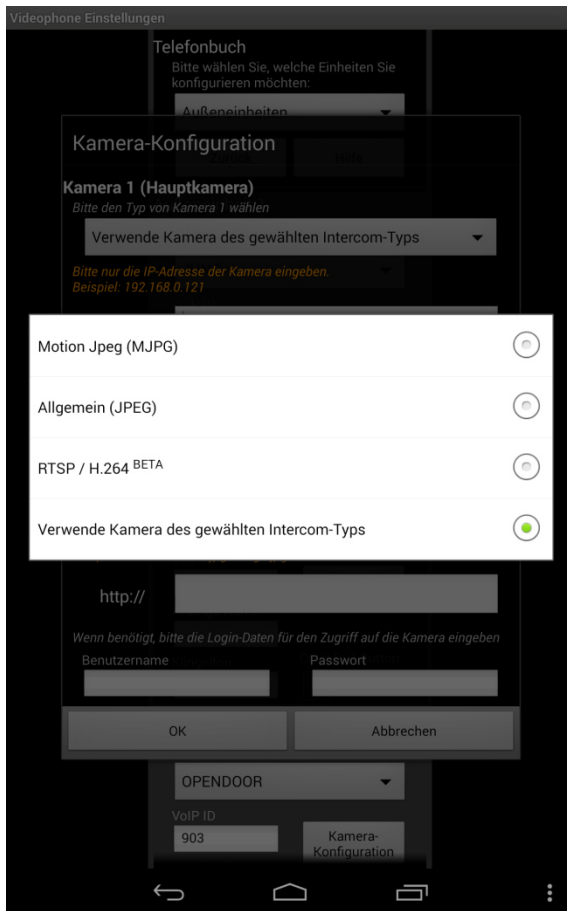 Videophone Einstellungen
Telefonbuch
Bitte wählen Sie, welche Einheiten Sie
konfigurieren möchten:
Außeneinheiten
Kamera-Konfiguration
Zurück
Hilfe
Kamera 1 (Hauptkamera)
Bitte den Typ von Kamera 1 wählen
Verwende Kamera des gewählten Intercom-Typs
Bitte nur die IP-Adresse der Kamera eingeben.
Beispiel: 192.168.0.121
Motion Jpeg (MJPG)
Allgemein (JPEG)
RTSP / H.264 BETA
Verwende Kamera des gewählten Intercom-Typs
http://
Wenn benötigt, bitte die Login-Daten für den Zugriff auf die Kamera eingeben
Benutzername
Passwort
OK
Abbrechen
OPENDOOR
VoIP ID
903
Kamera-
Konfiguration